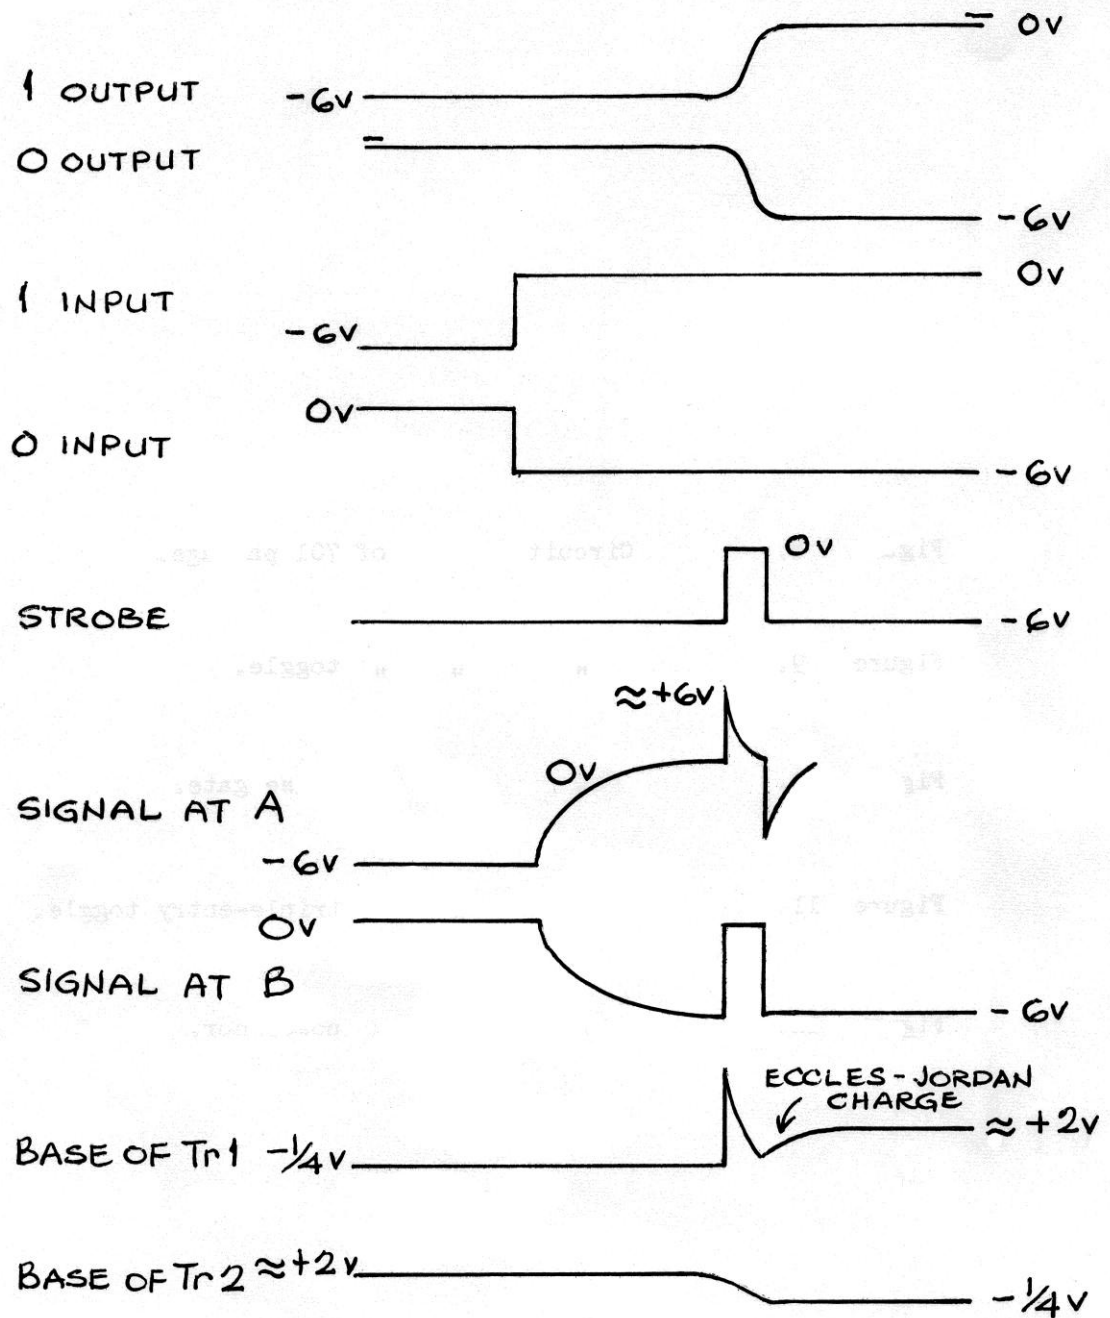 0v
1 OUTPUT -6v
0 OUTPUT
-6v
0v
1 INPUT
-6v
0v
0 INPUT
-6v
0v
STROBE -6v
≈+6v
0v
SIGNAL AT A
-6v
0v
SIGNAL AT B
-6v
ECCLES-JORDAN
CHARGE
≈+2v
BASE OF Tr1 -1/4v
BASE OF Tr2 ≈+2v
-1/4v